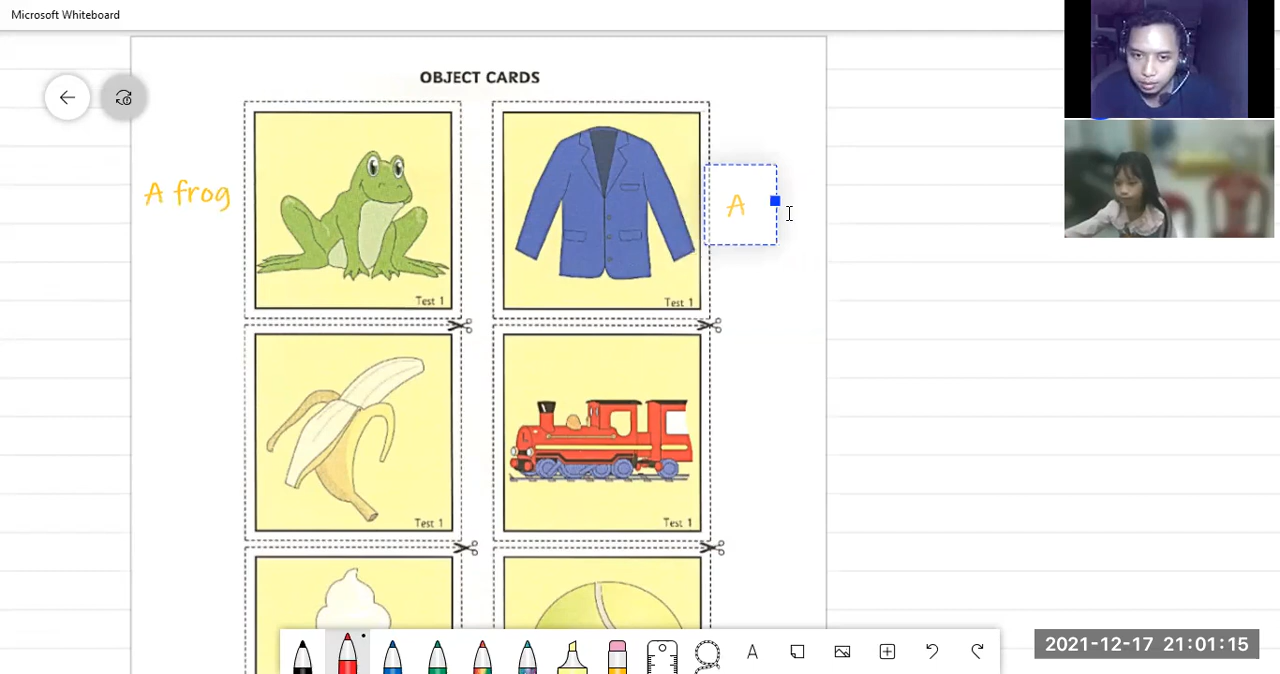 Microsoft Whiteboard
OBJECT CARDS
A frog
A
Test 1
Test 1
Test 1
Test 1
A
2021-12-17 21:01:15